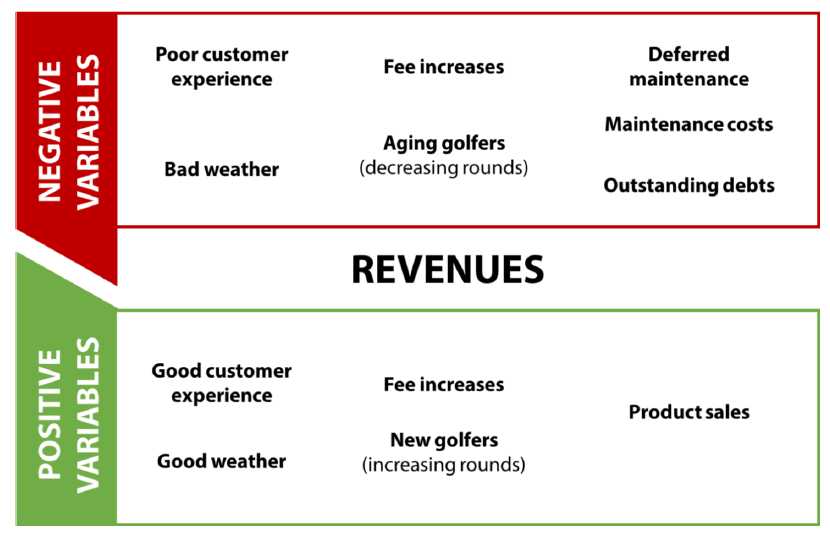 NEGATIVE
VARIABLES
Poor customer
experience
Bad weather
Fee increases
Aging golfers
(decreasing rounds)
Deferred
maintenance
Maintenance costs
Outstanding debts
REVENUES
POSITIVE
VARIABLES
Good customer
experience
Good weather
Fee increases
New golfers
(increasing rounds)
Product sales